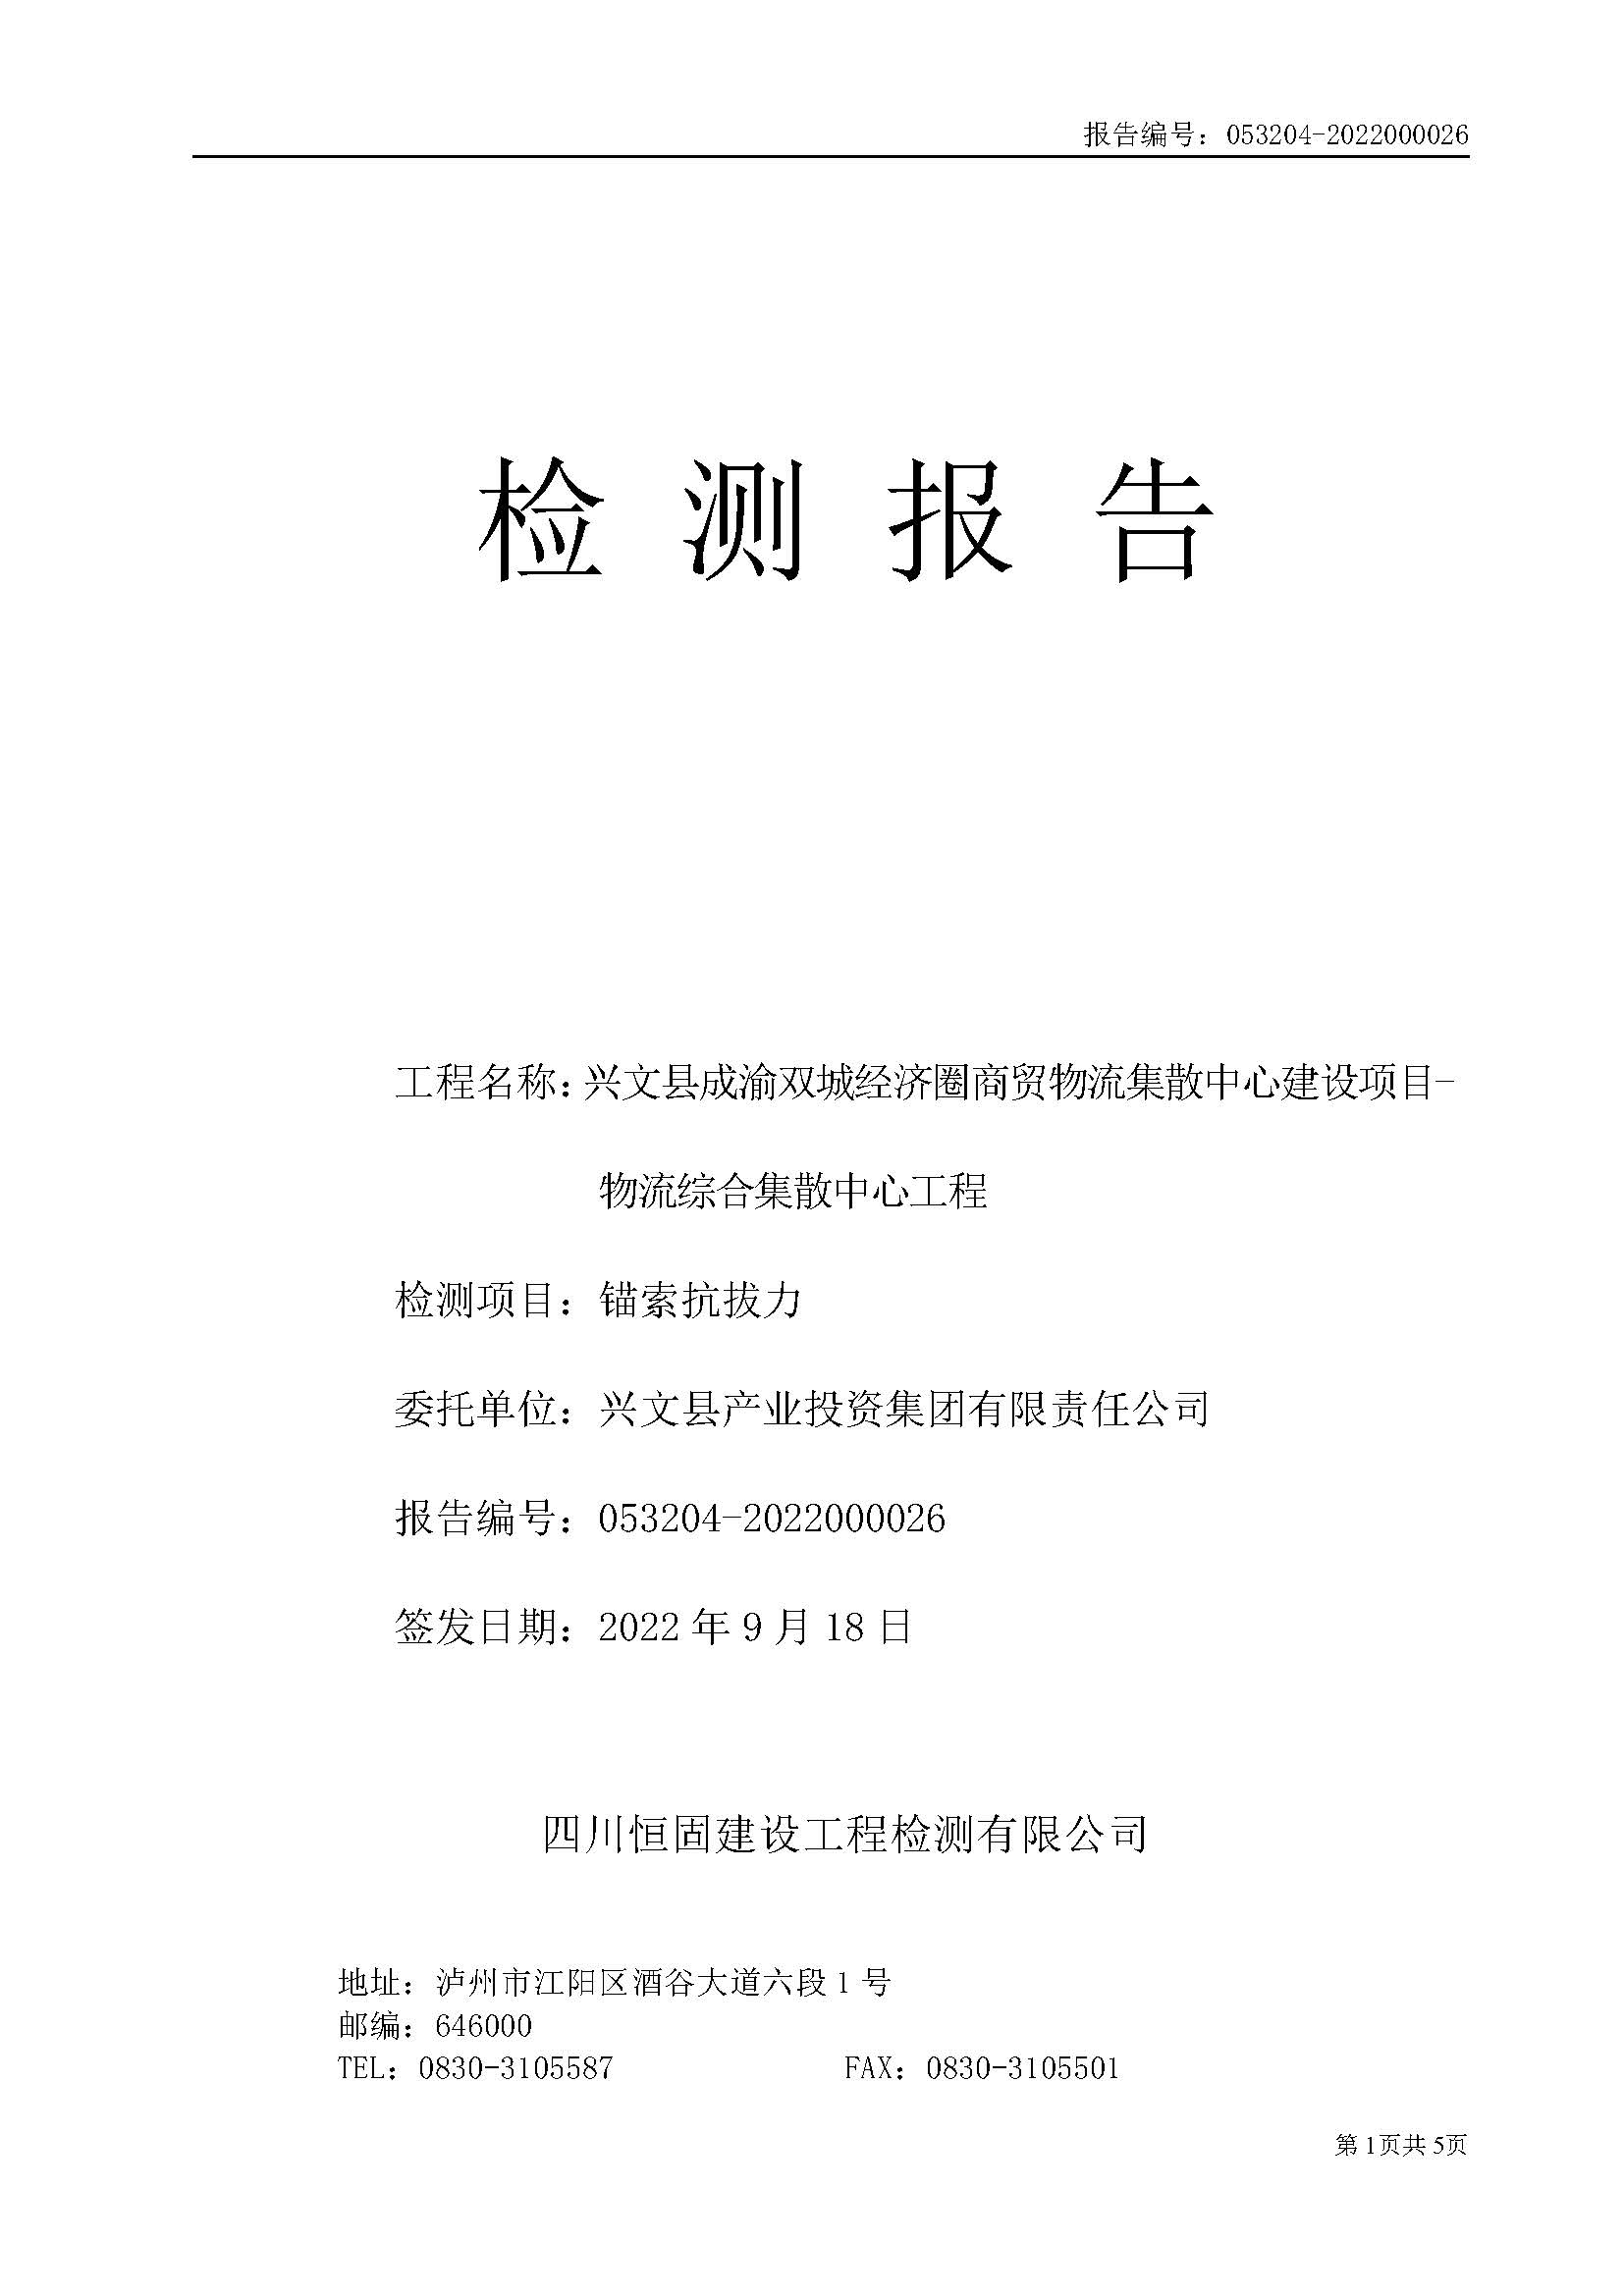 报告编号：053204-2022000026
检测报告
工程名称：兴文县成渝双城经济圈商贸物流集散中心建设项目-
物流综合集散中心工程
检测项目：锚索抗拔力
委托单位：兴文县产业投资集团有限责任公司
报告编号：053204-2022000026
签发日期：2022 年 9 月 18 日
四川恒固建设工程检测有限公司
地址：泸州市江阳区酒谷大道六段 1 号
邮编：646000
TEL：0830-3105587 FAX：0830-3105501
第 1页共 5页